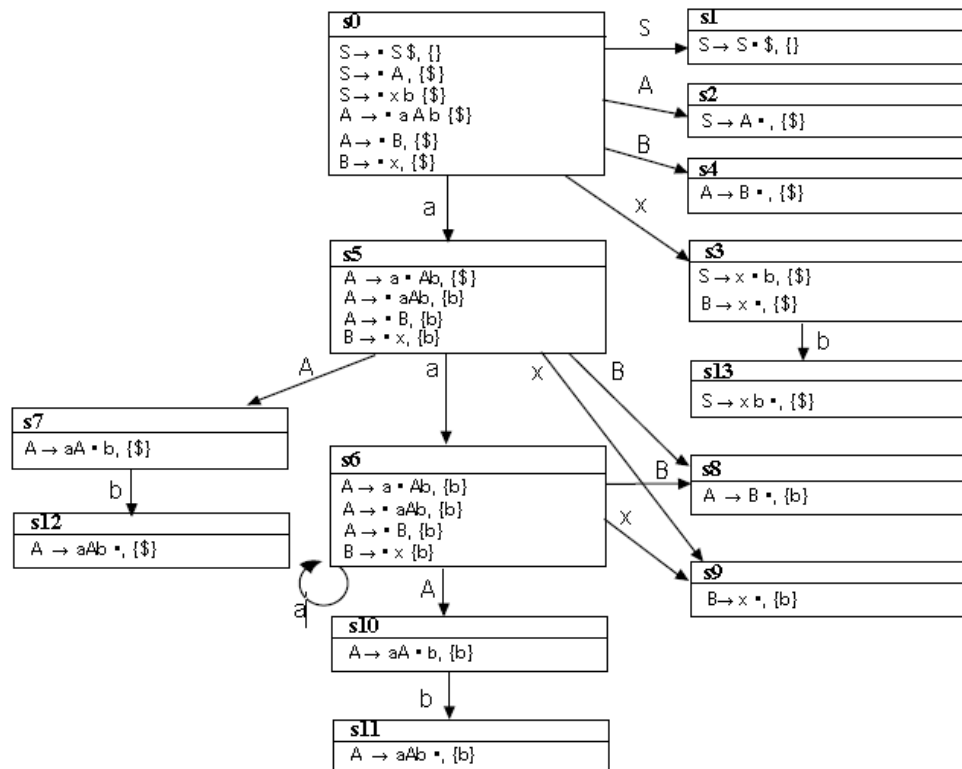 s0
S → ▪ S $, {}
S → ▪ A, {$}
S → ▪ x b {$}
A → ▪ a A b {$}
A → ▪ B, {$}
B → ▪ x, {$}
S
s1
S → S ▪ $, {}
A
s2
S → A ▪, {$}
B
s4
A → B ▪, {$}
x
s3
S → x ▪ b, {$}
B → x ▪, {$}
b
s13
S → x b ▪, {$}
a
s5
A → a ▪ Ab, {$}
A → ▪ aAb, {b}
A → ▪ B, {b}
B → ▪ x, {b}
A
a
x
B
s7
A → aA ▪ b, {$}
b
s12
A → aAb ▪, {$}
s6
A → a ▪ Ab, {b}
A → ▪ aAb, {b}
A → ▪ B, {b}
B → ▪ x {b}
B
x
s8
A → B ▪, {b}
s9
B → x ▪, {b}
a
A
s10
A → aA ▪ b, {b}
b
s11
A → aAb ▪, {b}